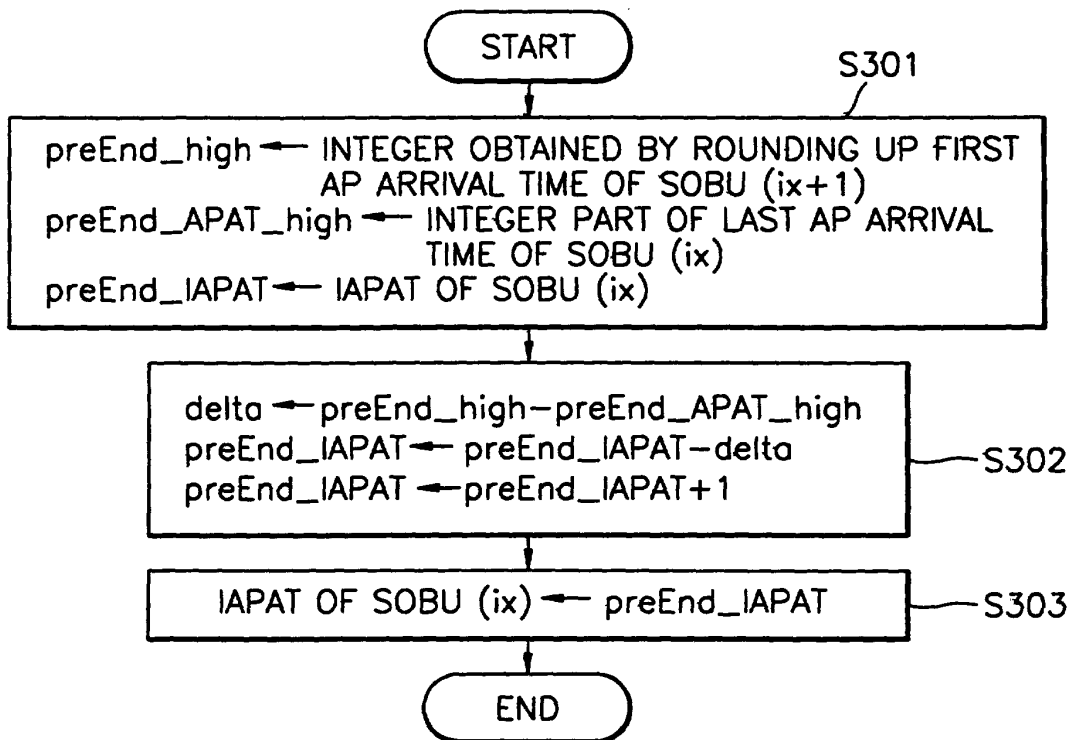 START
S301
preEnd_high ← INTEGER OBTAINED BY ROUNDING UP FIRST
AP ARRIVAL TIME OF SOBU (ix+1)
preEnd_APAT_high ← INTEGER PART OF LAST AP ARRIVAL
TIME OF SOBU (ix)
preEnd_IAPAT ← IAPAT OF SOBU (ix)
delta ← preEnd_high-preEnd_APAT_high
preEnd_IAPAT ← preEnd_IAPAT-delta
preEnd_IAPAT ← preEnd_IAPAT+1
S302
IAPAT OF SOBU (ix) ← preEnd_IAPAT
S303
END